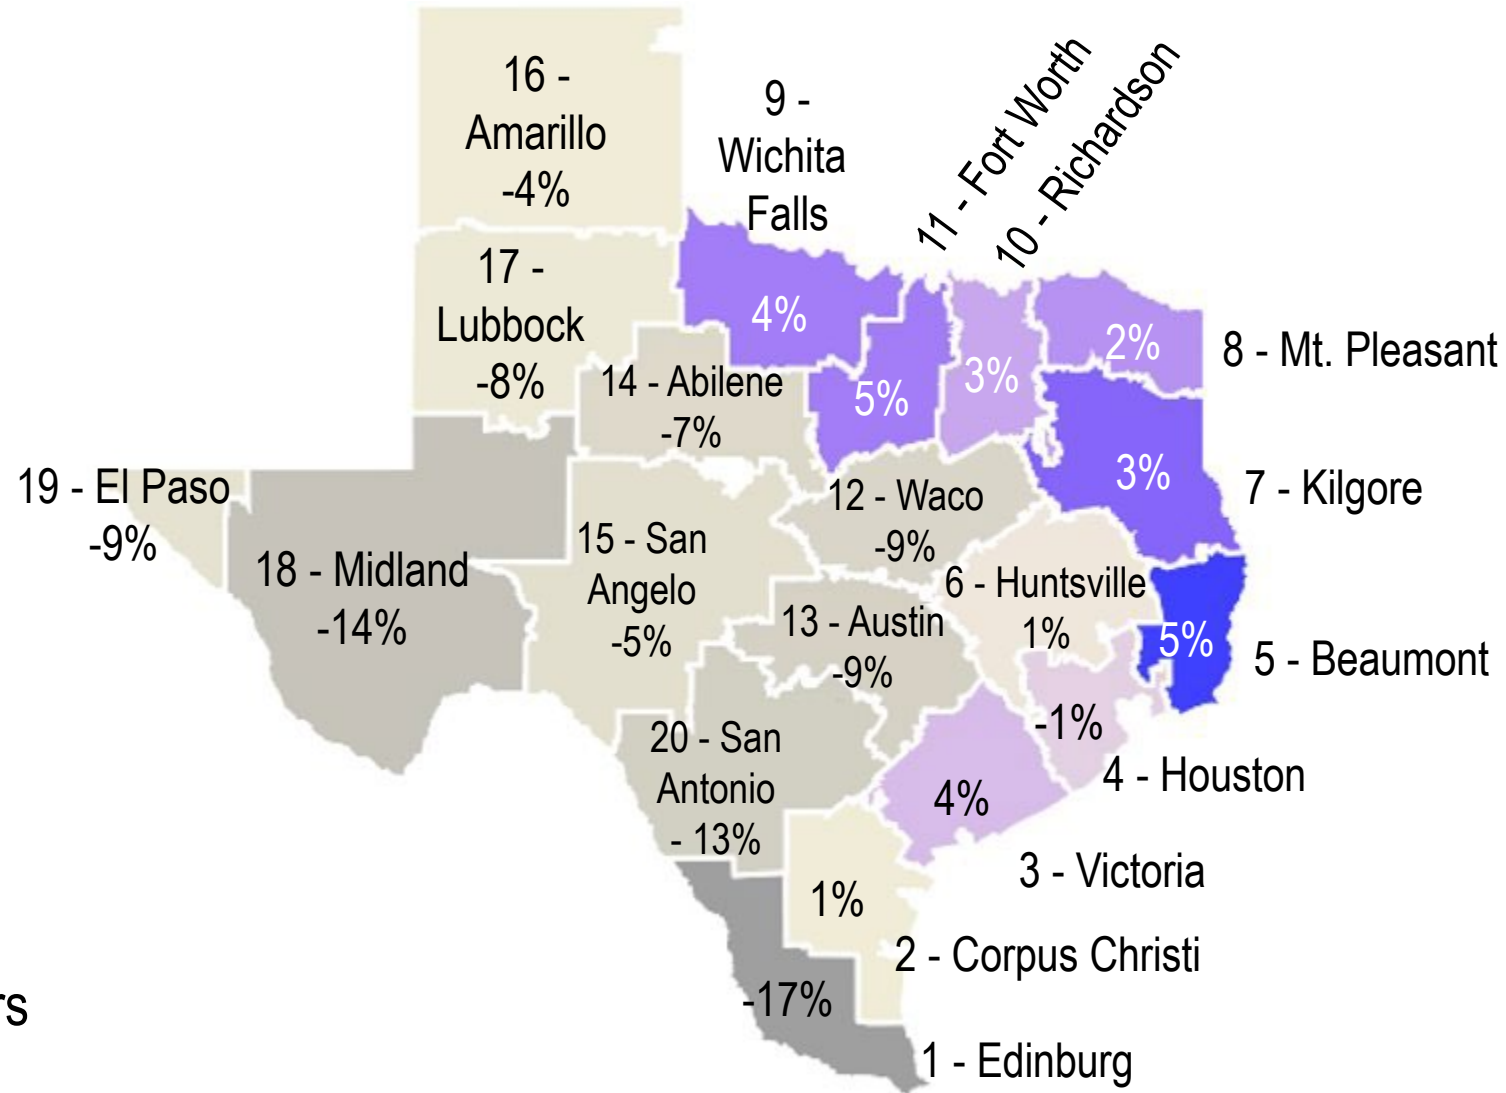 16 -
Amarillo
-4%
9 -
Wichita
Falls
4%
11 - Fort Worth
5%
10 - Richardson
3%
2%
8 - Mt. Pleasant
17 -
Lubbock
-8%
14 - Abilene
-7%
3%
7 - Kilgore
19 - El Paso
-9%
18 - Midland
-14%
15 - San
Angelo
-5%
12 - Waco
-9%
6 - Huntsville
1%
13 - Austin
-9%
5%
5 - Beaumont
-1%
4 - Houston
20 - San
Antonio
- 13%
4%
3 - Victoria
1%
2 - Corpus Christi
-17%
1 - Edinburg
rs